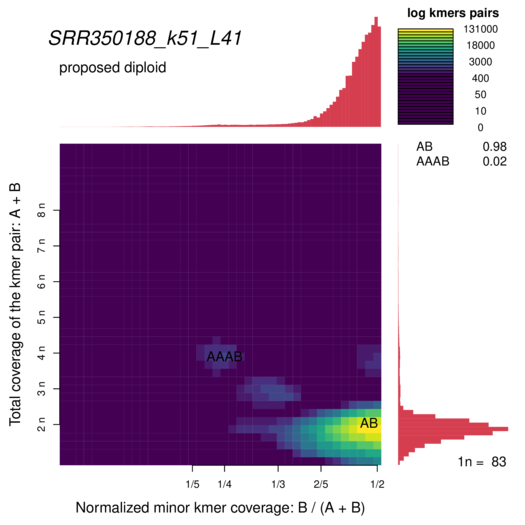 SRR350188_k51_L41
proposed diploid
log kmers pairs
131000
18000
3000
400
50
10
0
AB 0.98
AAAB 0.02
Total coverage of the kmer pair: A + B
8 n
7 n
6 n
5 n
4 n
3 n
2 n
AAAB
AB
1n = 83
1/5 1/4 1/3 2/5 1/2
Normalized minor kmer coverage: B / (A + B)